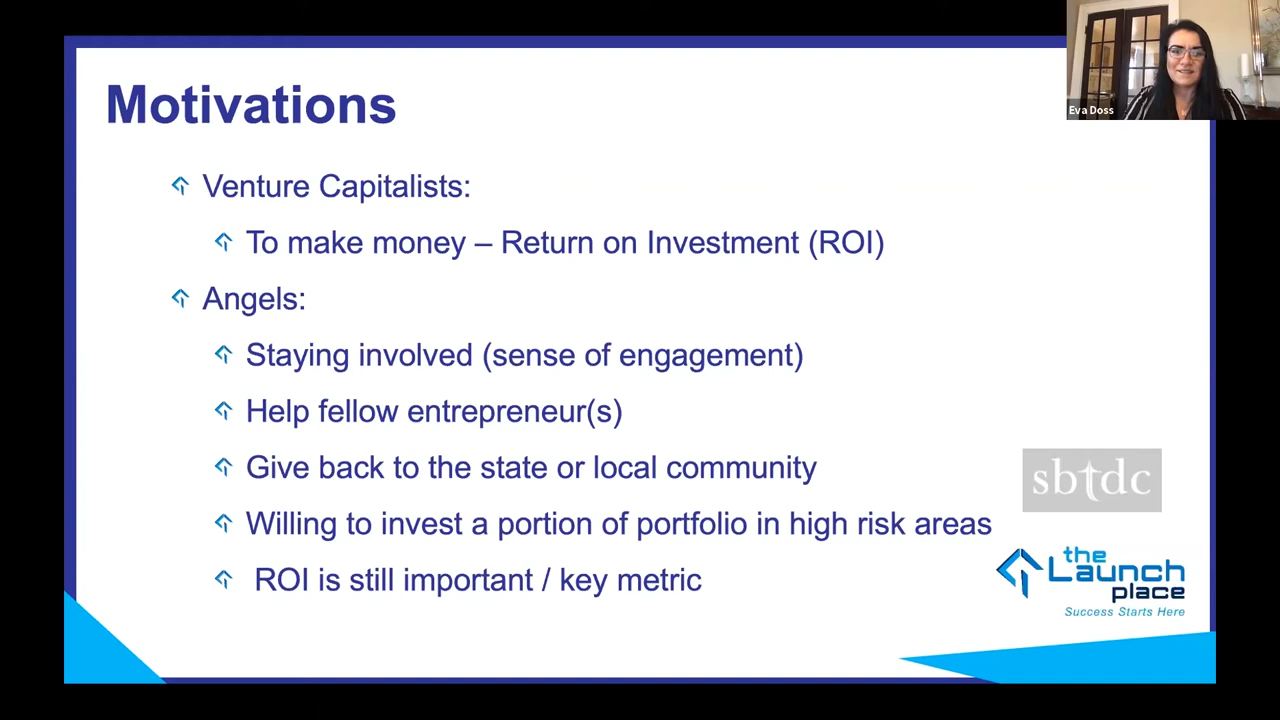 Eva Doss
Motivations
Venture Capitalists:
To make money – Return on Investment (ROI)
Angels:
Staying involved (sense of engagement)
Help fellow entrepreneur(s)
Give back to the state or local community
Willing to invest a portion of portfolio in high risk areas
ROI is still important / key metric
sbtdc
the
Launch
place
Success Starts Here